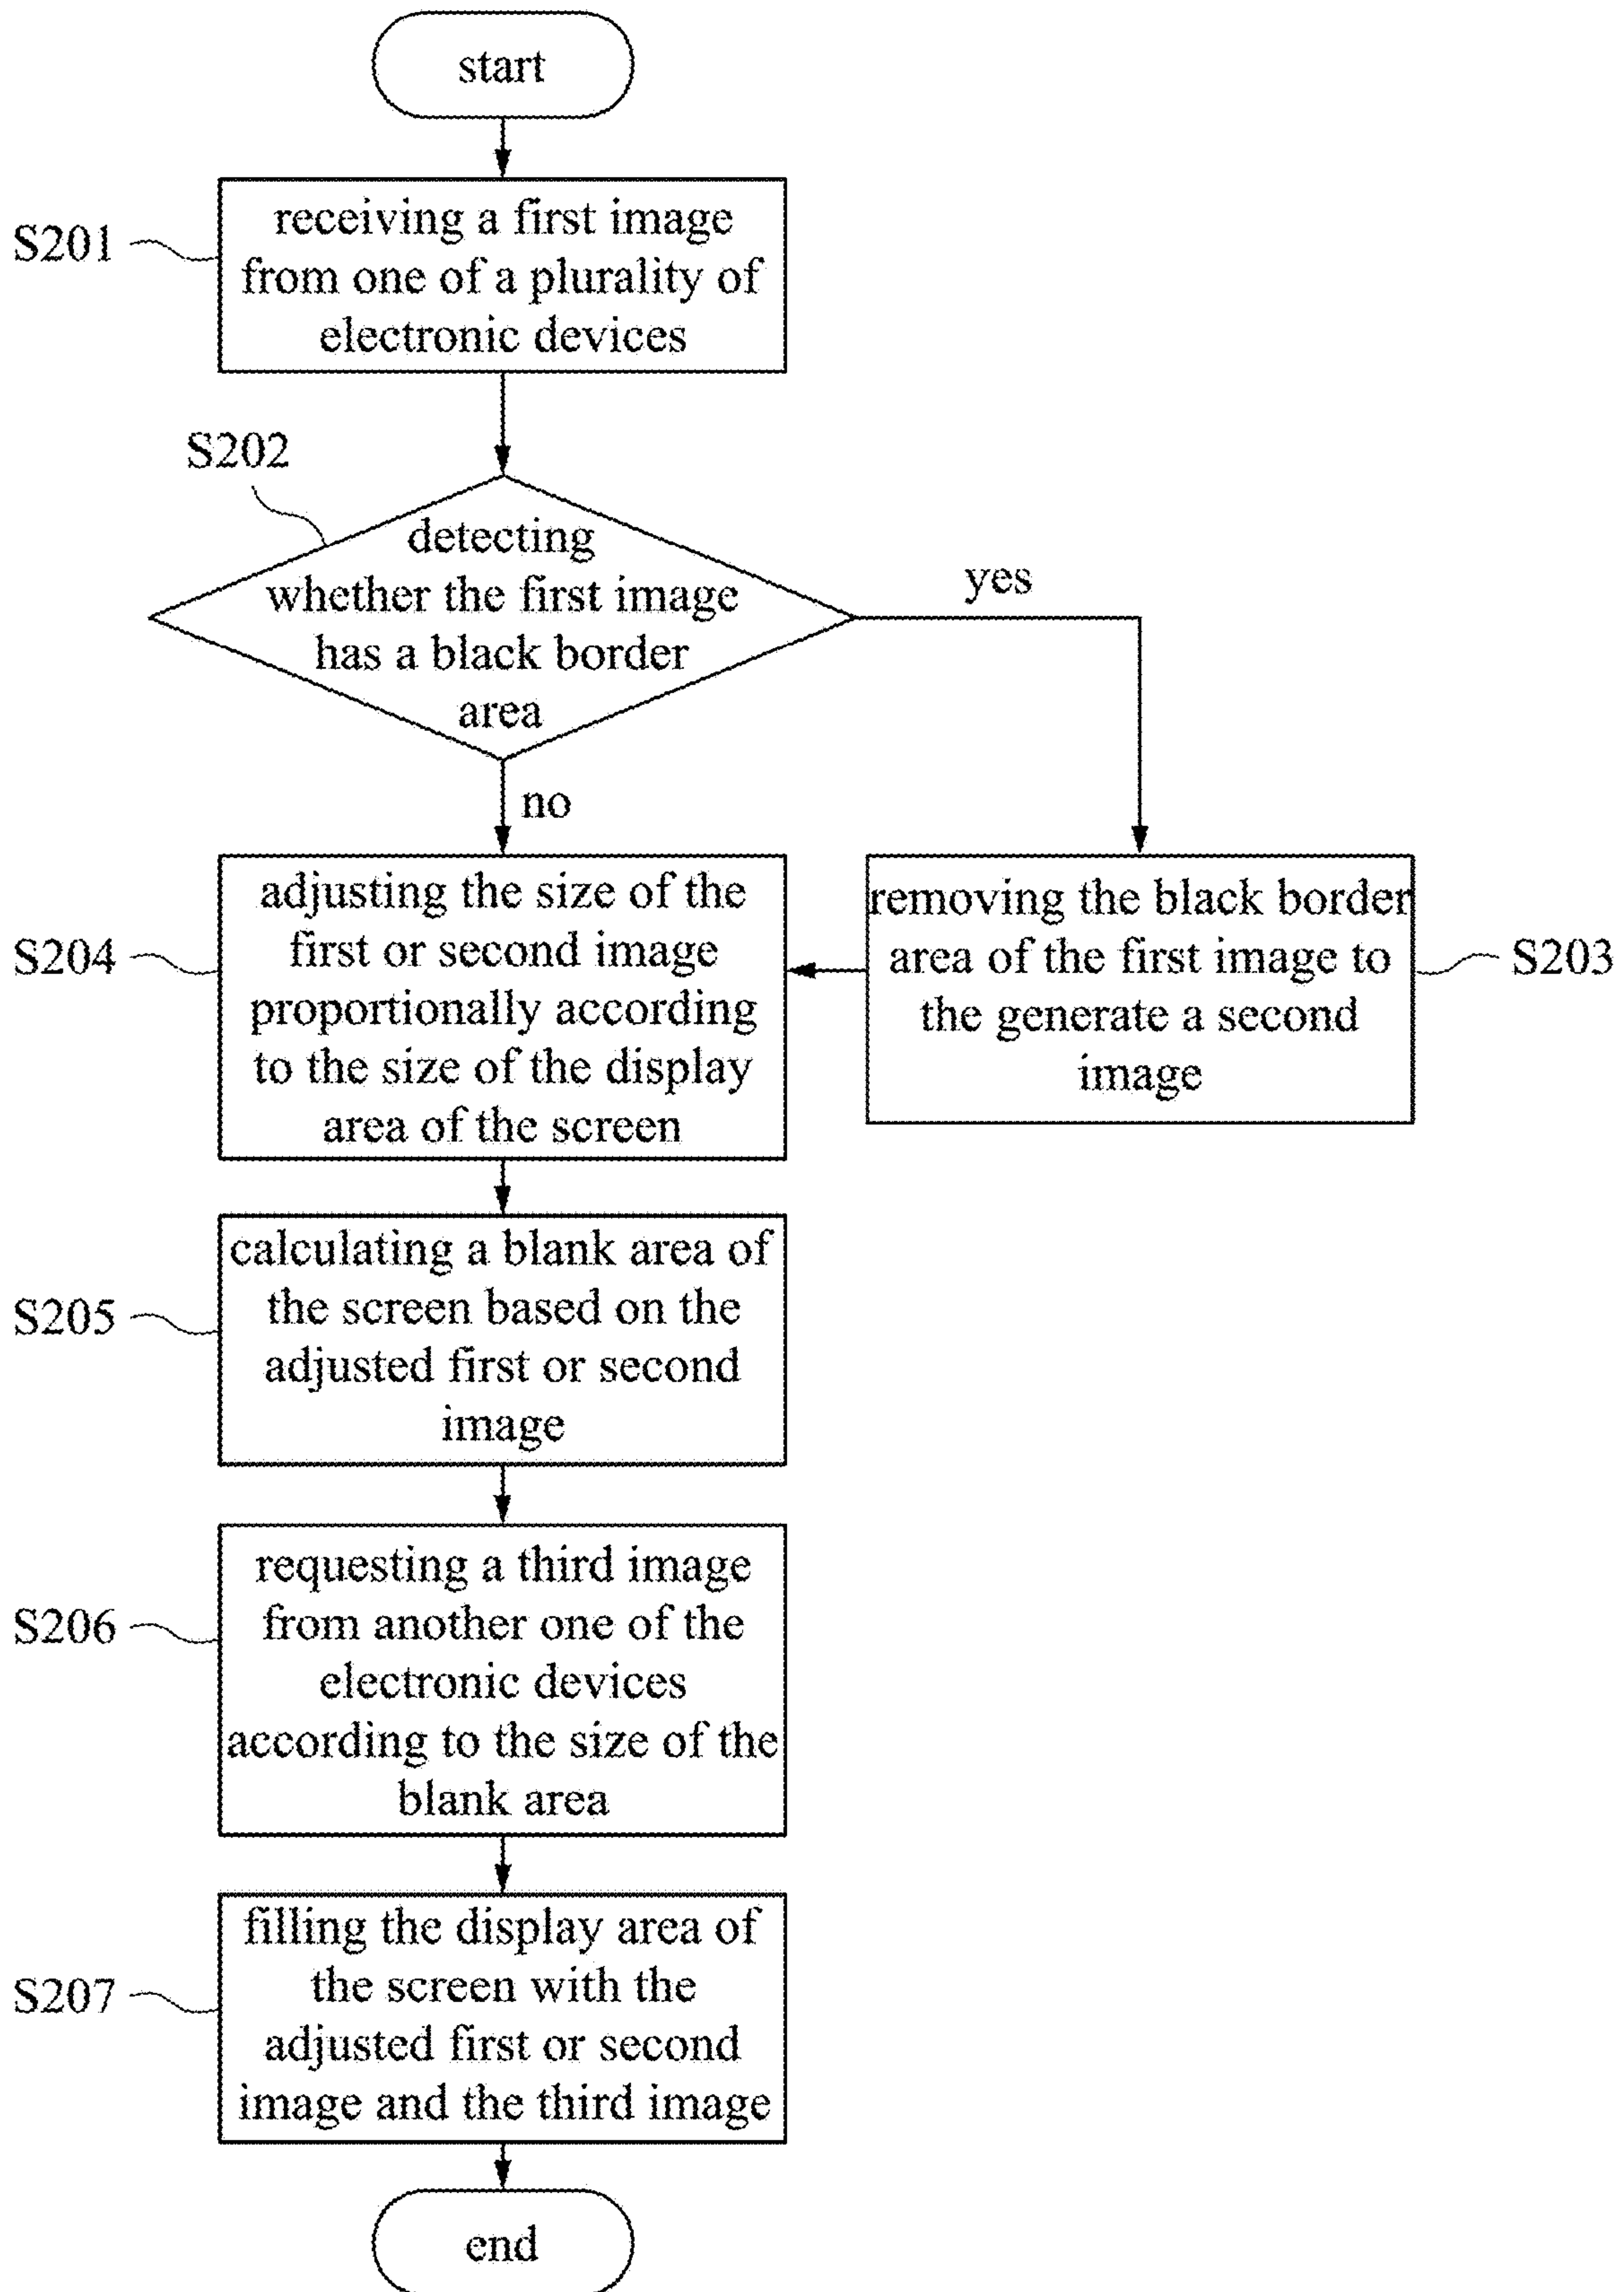 start
S201
receiving a first image
from one of a plurality of
electronic devices
S202
detecting
whether the first image
has a black border
area
yes
no
S204
adjusting the size of the
first or second image
proportionally according
to the size of the display
area of the screen
removing the black border
area of the first image to
the generate a second
image
S203
S205
calculating a blank area of
the screen based on the
adjusted first or second
image
S206
requesting a third image
from another one of the
electronic devices
according to the size of the
blank area
S207
filling the display area of
the screen with the
adjusted first or second
image and the third image
end